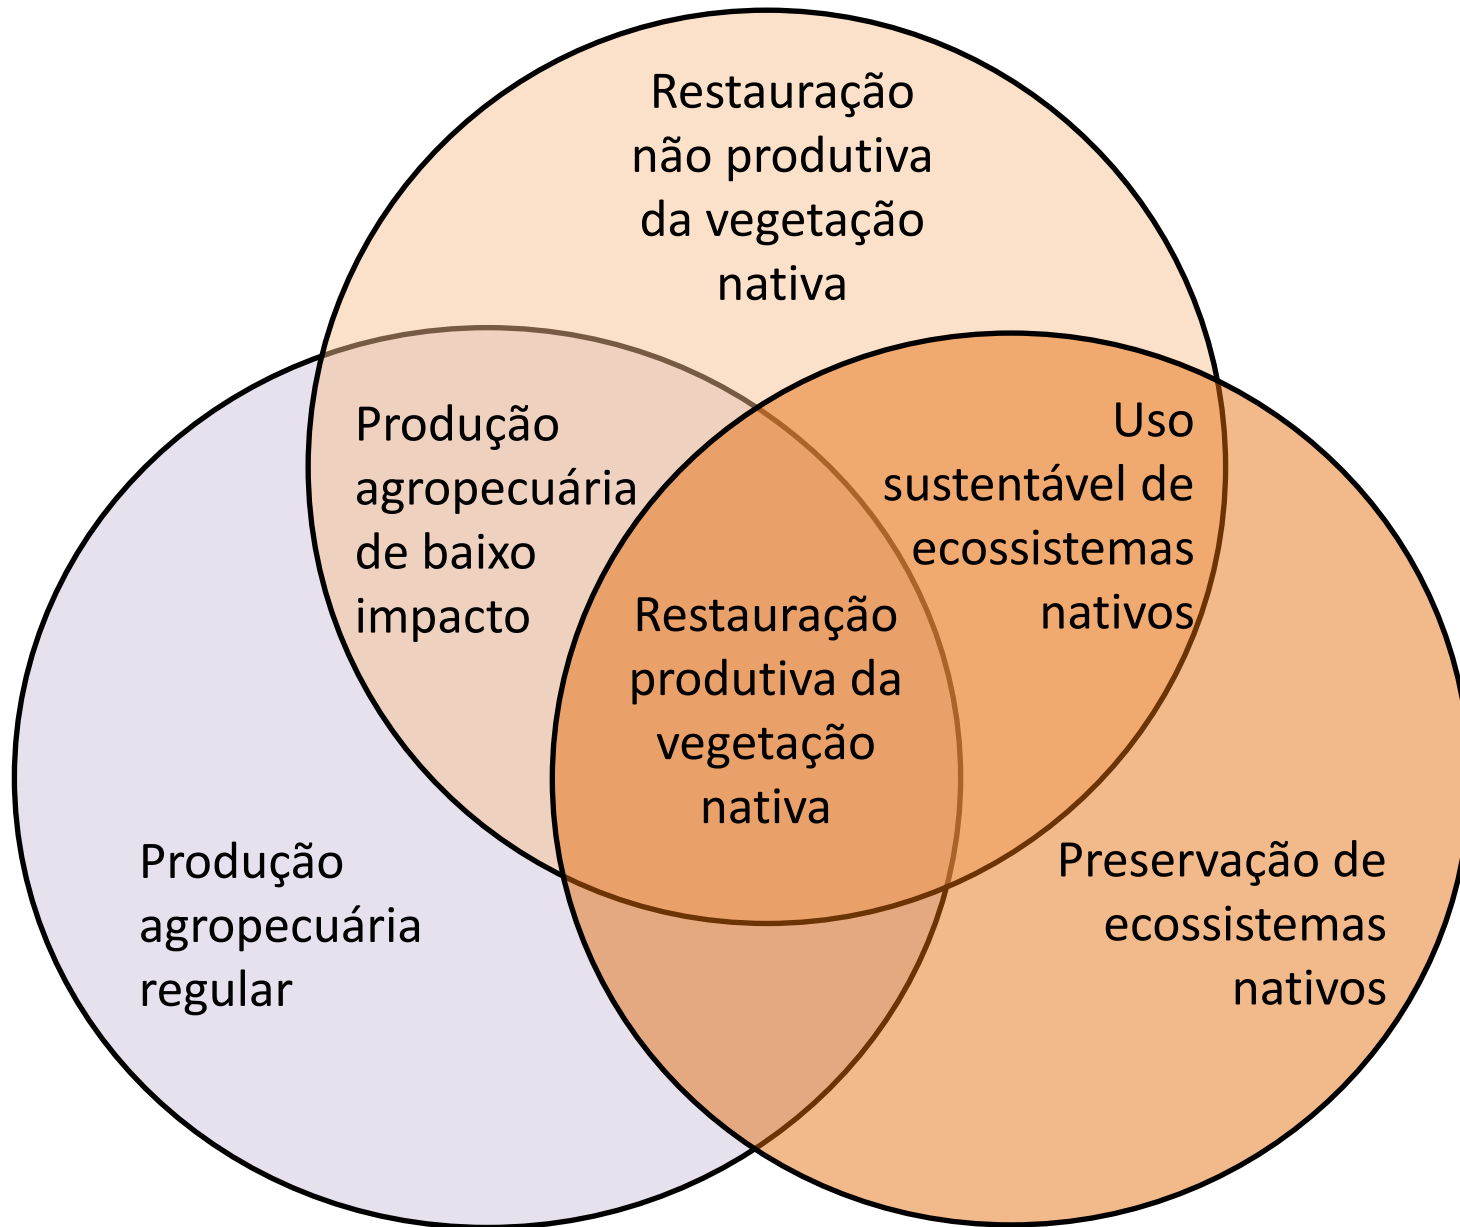 Restauração
não produtiva
da vegetação
nativa
Produção
agropecuária
de baixo
impacto
Uso
sustentável de
ecossistemas
nativos
Restauração
produtiva da
vegetação
nativa
Produção
agropecuária
regular
Preservação de
ecossistemas
nativos